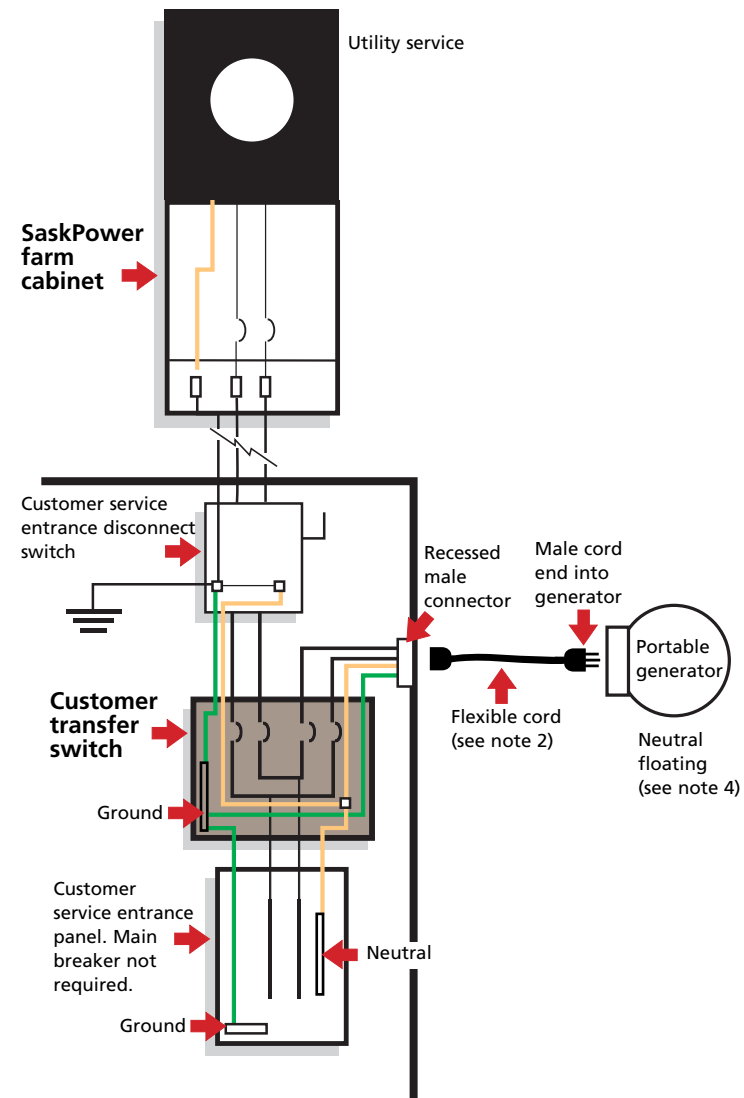 Utility service
SaskPower
farm
cabinet
Customer service
entrance disconnect
switch
Recessed
male
connector
Male cord
end into
generator
Portable
generator
Flexible cord
(see note 2)
Neutral
floating
(see note 4)
Customer
transfer
switch
Ground
Customer
service entrance
panel. Main
breaker not
required.
Neutral
Ground